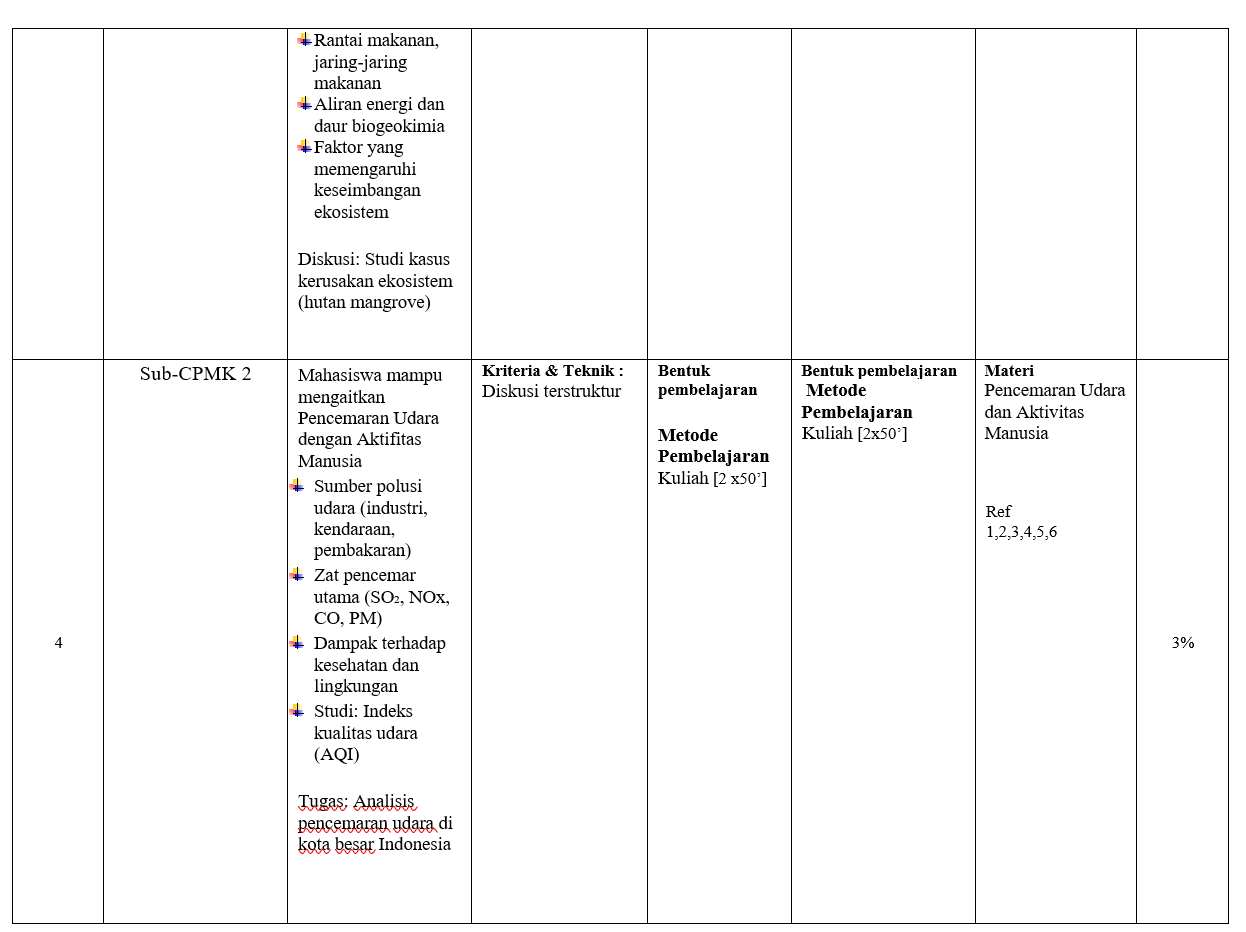 Rantai makanan,
jaring-jaring
makanan
Aliran energi dan
daur biogeokimia
Faktor yang
memengaruhi
keseimbangan
ekosistem
Diskusi: Studi kasus
kerusakan ekosistem
(hutan mangrove)
4
Sub-CPMK 2
Mahasiswa mampu
mengaitkan
Pencemaran Udara
dengan Aktifitas
Manusia
Sumber polusi
udara (industri,
kendaraan,
pembakaran)
Zat pencemar
utama (SO₂, NOx,
CO, PM)
Dampak terhadap
kesehatan dan
lingkungan
Studi: Indeks
kualitas udara
(AQI)
Tugas: Analisis
pencemaran udara di
kota besar Indonesia
Kriteria & Teknik :
Diskusi terstruktur
Bentuk
pembelajaran
Metode
Pembelajaran
Kuliah [2 x50’]
Bentuk pembelajaran
Metode
Pembelajaran
Kuliah [2x50’]
Materi
Pencemaran Udara
dan Aktivitas
Manusia
Ref
1,2,3,4,5,6
3%